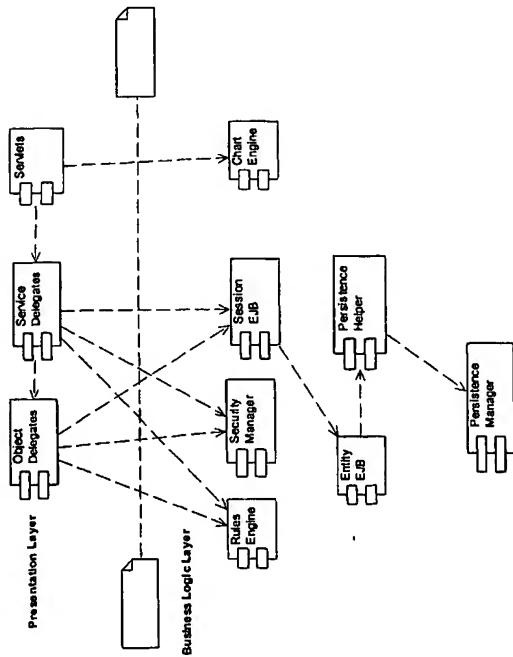 Presentation Layer
Object
Delegates
Service
Delegates
Servlets
Business Logic Layer
Rules
Engine
Security
Manager
Session
EJB
Chart
Engine
Entity
EJB
Persistence
Helper
Persistence
Manager